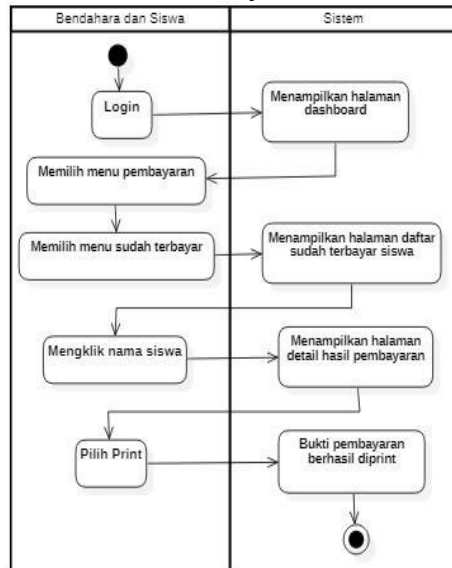 Bendahara dan Siswa
Sistem
Login
Menampilkan halaman
dashboard
Memilih menu pembayaran
Memilih menu sudah terbayar
Menampilkan halaman daftar
sudah terbayar siswa
Mengklik nama siswa
Menampilkan halaman
detail hasil pembayaran
Pilih Print
Bukti pembayaran
berhasil diprint